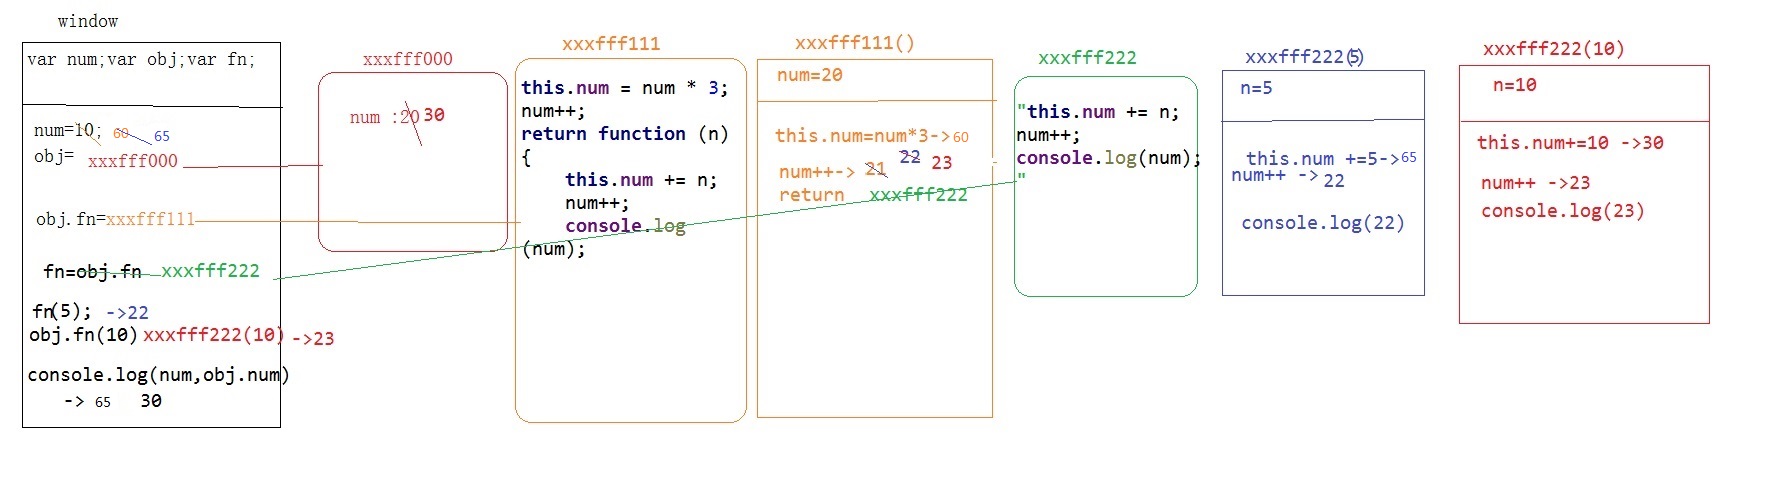 window
var num;var obj;var fn;
num=10; 60 65
obj= xxxfff000
obj.fn=xxxfff111
fn=obj.fn xxxfff222
fn(5); ->22
obj.fn(10) xxxfff222(10) ->23
console.log(num,obj.num)
-> 65 30
xxxfff000
num :20 30
xxxfff111
this.num = num * 3;
num++;
return function (n)
{
this.num += n;
num++;
console.log
(num);
xxxfff111()
num=20
this.num=num*3->60
num++-> 21 22 23
return xxxfff222
xxxfff222
"this.num += n;
num++;
console.log(num);
"
xxxfff222(5)
n=5
this.num +=5->65
num++ ->22
console.log(22)
xxxfff222(10)
n=10
this.num+=10 ->30
num++ ->23
console.log(23)